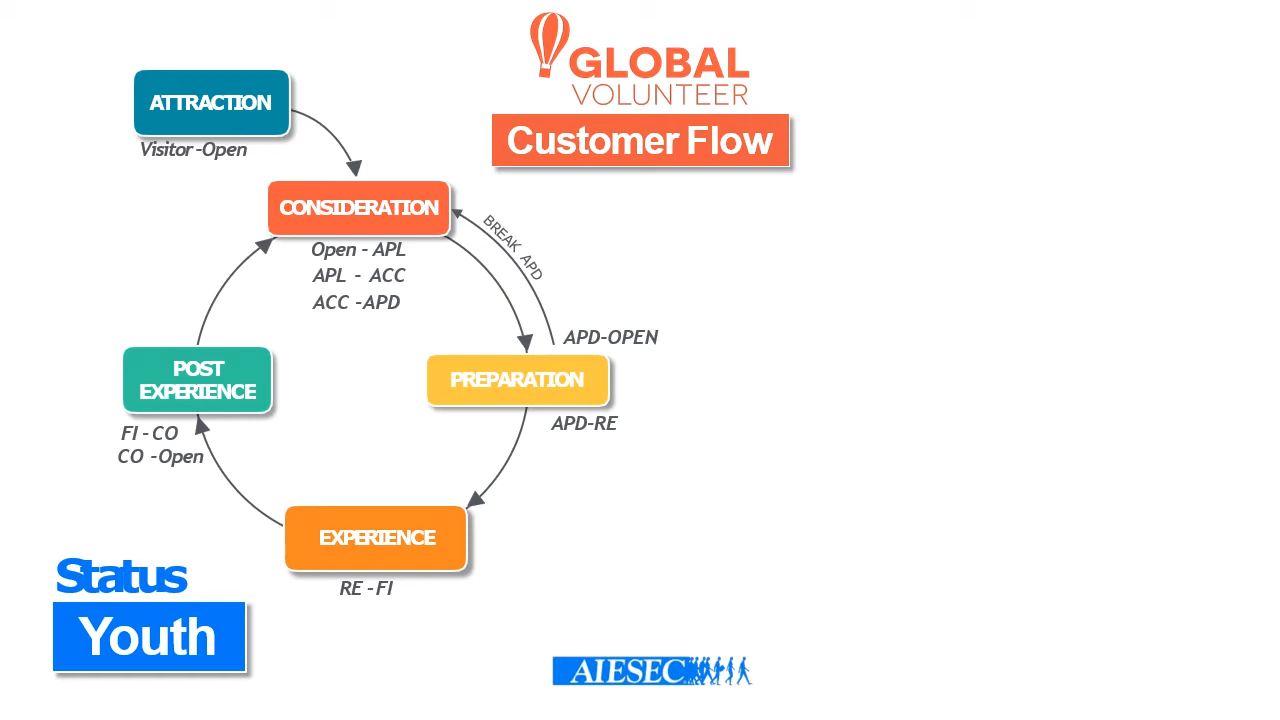 GLOBAL
VOLUNTEER
Customer Flow
ATTRACTION
Visitor -Open
CONSIDERATION
Open - APL
APL - ACC
ACC -APD
BREAK APD
APD-OPEN
PREPARATION
APD-RE
POST
EXPERIENCE
FI - CO
CO -Open
EXPERIENCE
RE - FI
Status
Youth
AIESEC